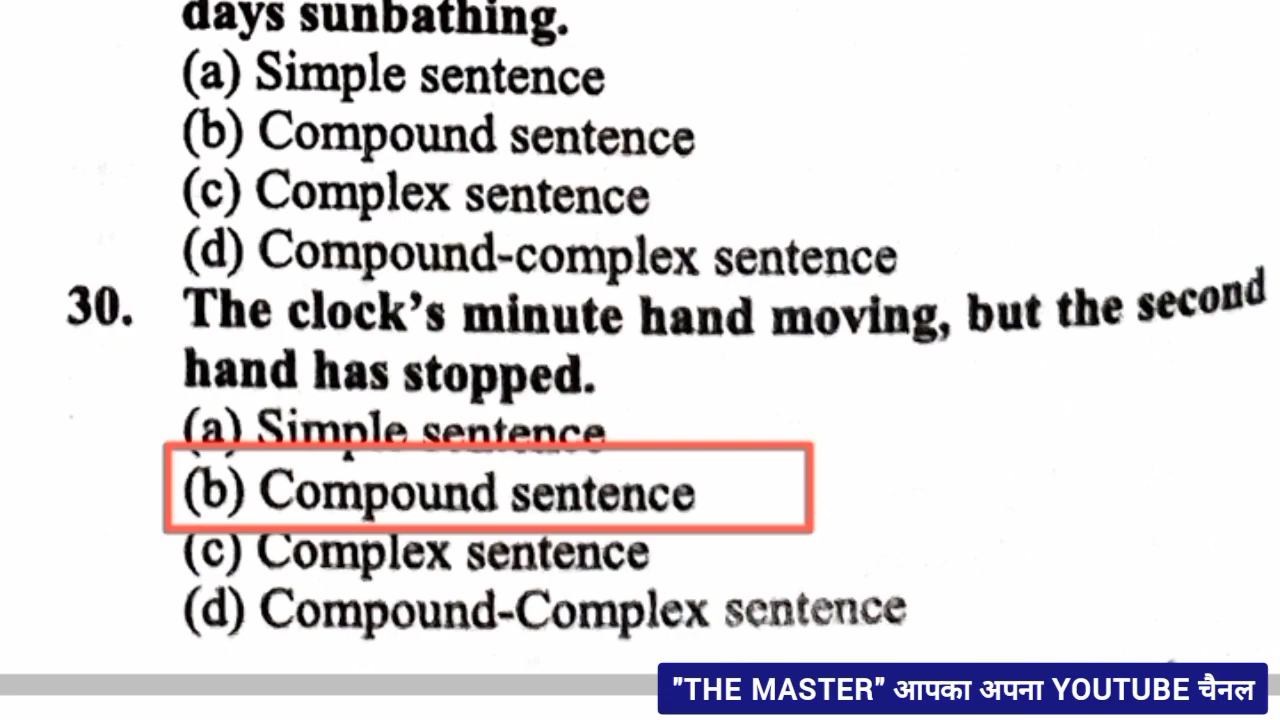 days sunbathing.
(a) Simple sentence
(b) Compound sentence
(c) Complex sentence
(d) Compound-complex sentence
30. The clock's minute hand moving, but the second
hand has stopped.
(a) Simple sentence
(b) Compound sentence
(c) Complex sentence
(d) Compound-Complex sentence
"THE MASTER" आपका अपना YOUTUBE चैनल